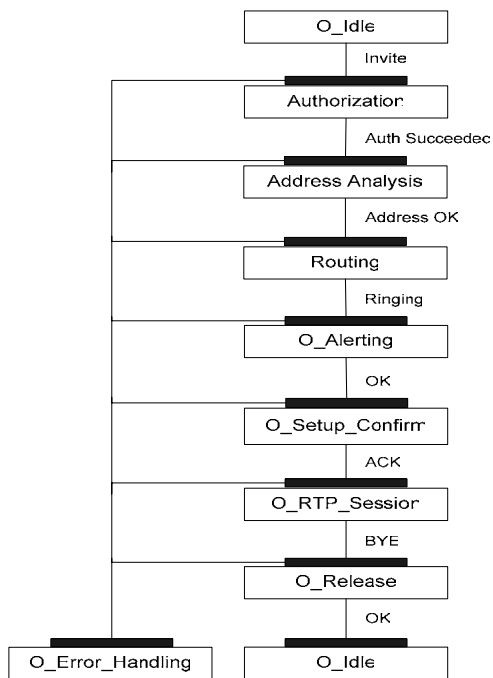 O_Idle
Invite
Authorization
Auth Succeedec
Address Analysis
Address OK
Routing
Ringing
O_Alerting
OK
O_Setup_Confirm
ACK
O_RTP_Session
BYE
O_Release
OK
O_Error_Handling
O_Idle